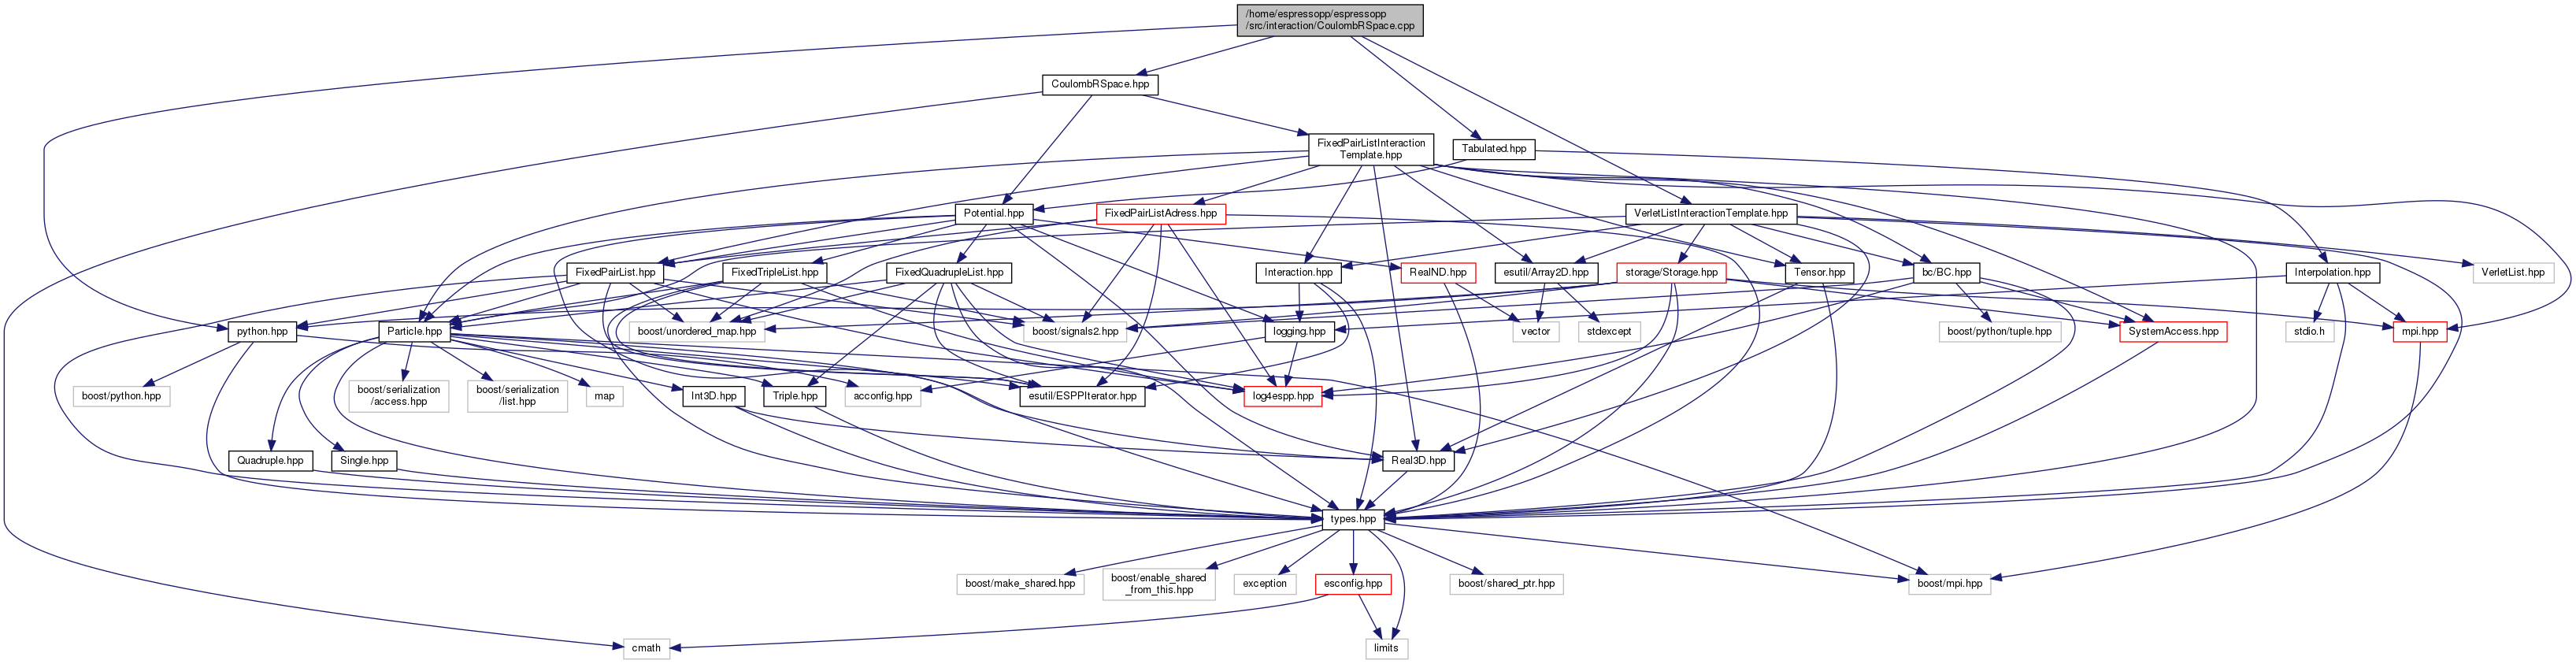 /home/espressopp/espressopp
/src/interaction/CoulombRSpace.cpp
CoulombRSpace.hpp
FixedPairListInteraction
Template.hpp
Tabulated.hpp
Potential.hpp
FixedPairListAdress.hpp
VerletListInteractionTemplate.hpp
FixedPairList.hpp
FixedTripleList.hpp
FixedQuadrupleList.hpp
Interaction.hpp
RealND.hpp
esutil/Array2D.hpp
storage/Storage.hpp
Tensor.hpp
bc/BC.hpp
Interpolation.hpp
VerletList.hpp
python.hpp
Particle.hpp
boost/unordered_map.hpp
boost/signals2.hpp
logging.hpp
vector
stdexcept
boost/python/tuple.hpp
SystemAccess.hpp
stdio.h
mpi.hpp
boost/python.hpp
boost/serialization
/access.hpp
boost/serialization
/list.hpp
map
Int3D.hpp
Triple.hpp
acconfig.hpp
esutil/ESPPIterator.hpp
log4espp.hpp
Quadruple.hpp
Single.hpp
Real3D.hpp
types.hpp
boost/make_shared.hpp
boost/enable_shared
_from_this.hpp
exception
esconfig.hpp
boost/shared_ptr.hpp
boost/mpi.hpp
cmath
limits